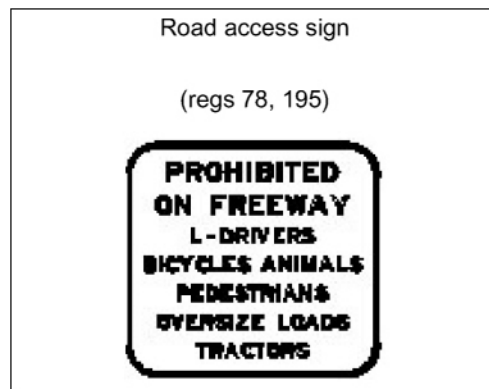 Road access sign
(regs 78, 195)
PROHIBITED
ON FREEWAY
L-DRIVERS
BICYCLES ANIMALS
PEDESTRIANS
OVERSIZE LOADS
TRACTORS